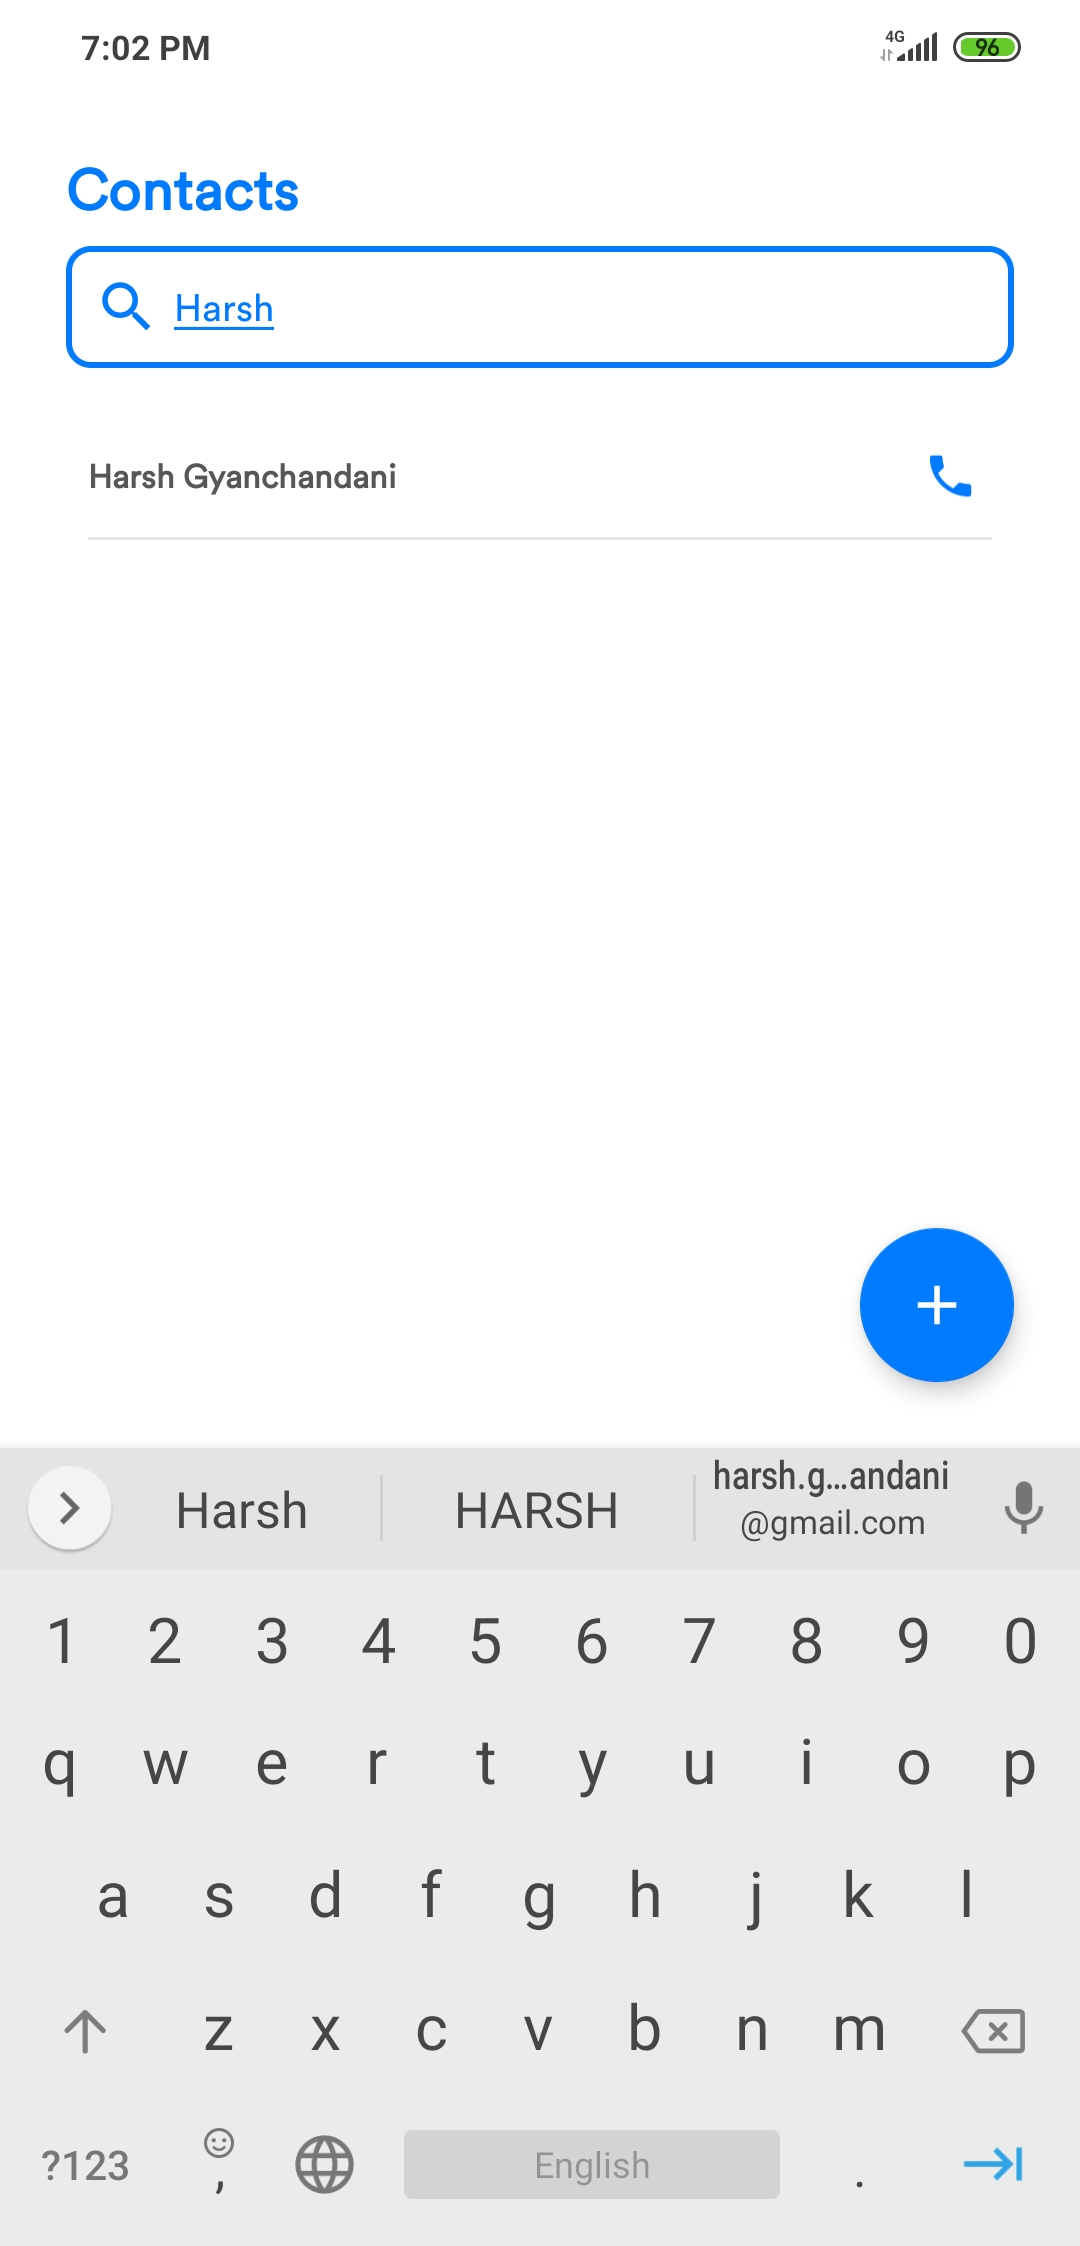 7:02 PM
4G
96
Contacts
Harsh
Harsh Gyanchandani
Harsh HARSH harsh.g...andani
@gmail.com
1 2 3 4 5 6 7 8 9 0
q w e r t y u i o p
a s d f g h j k l
z x c v b n m
?123 , English .